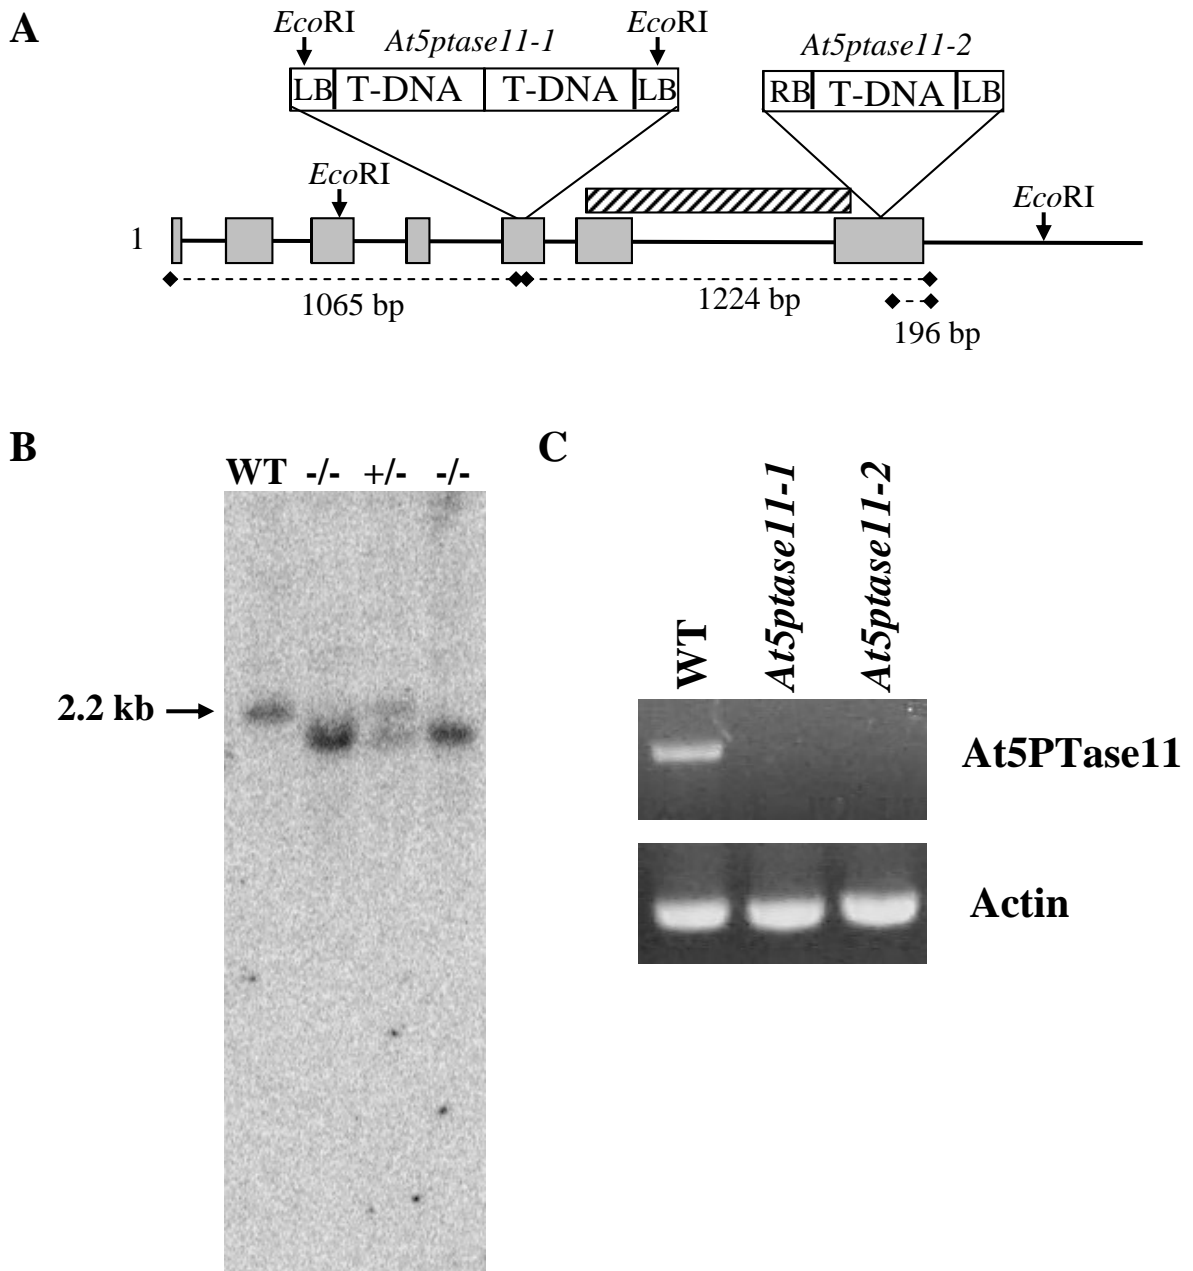 A
EcoRI
At5ptase11-1
EcoRI
At5ptase11-2
LB T-DNA T-DNA LB
RB T-DNA LB
EcoRI
EcoRI
1
1065 bp
1224 bp
196 bp
B
C
WT -/- +/- -/-
2.2 kb
WT
At5ptase11-1
At5ptase11-2
At5PTase11
Actin